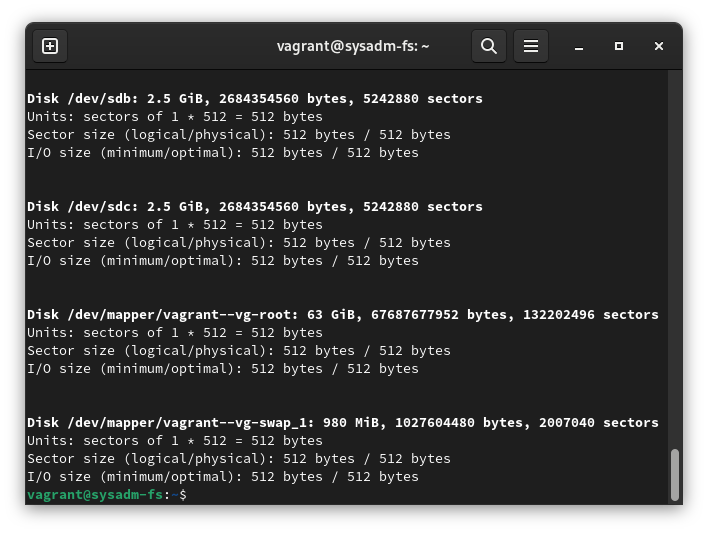 vagrant@sysadm-fs: ~
Disk /dev/sdb: 2.5 GiB, 2684354560 bytes, 5242880 sectors
Units: sectors of 1 * 512 = 512 bytes
Sector size (logical/physical): 512 bytes / 512 bytes
I/O size (minimum/optimal): 512 bytes / 512 bytes
Disk /dev/sdc: 2.5 GiB, 2684354560 bytes, 5242880 sectors
Units: sectors of 1 * 512 = 512 bytes
Sector size (logical/physical): 512 bytes / 512 bytes
I/O size (minimum/optimal): 512 bytes / 512 bytes
Disk /dev/mapper/vagrant--vg-root: 63 GiB, 67687677952 bytes, 132202496 sectors
Units: sectors of 1 * 512 = 512 bytes
Sector size (logical/physical): 512 bytes / 512 bytes
I/O size (minimum/optimal): 512 bytes / 512 bytes
Disk /dev/mapper/vagrant--vg-swap_1: 980 MiB, 1027604480 bytes, 2007040 sectors
Units: sectors of 1 * 512 = 512 bytes
Sector size (logical/physical): 512 bytes / 512 bytes
I/O size (minimum/optimal): 512 bytes / 512 bytes
vagrant@sysadm-fs:~$